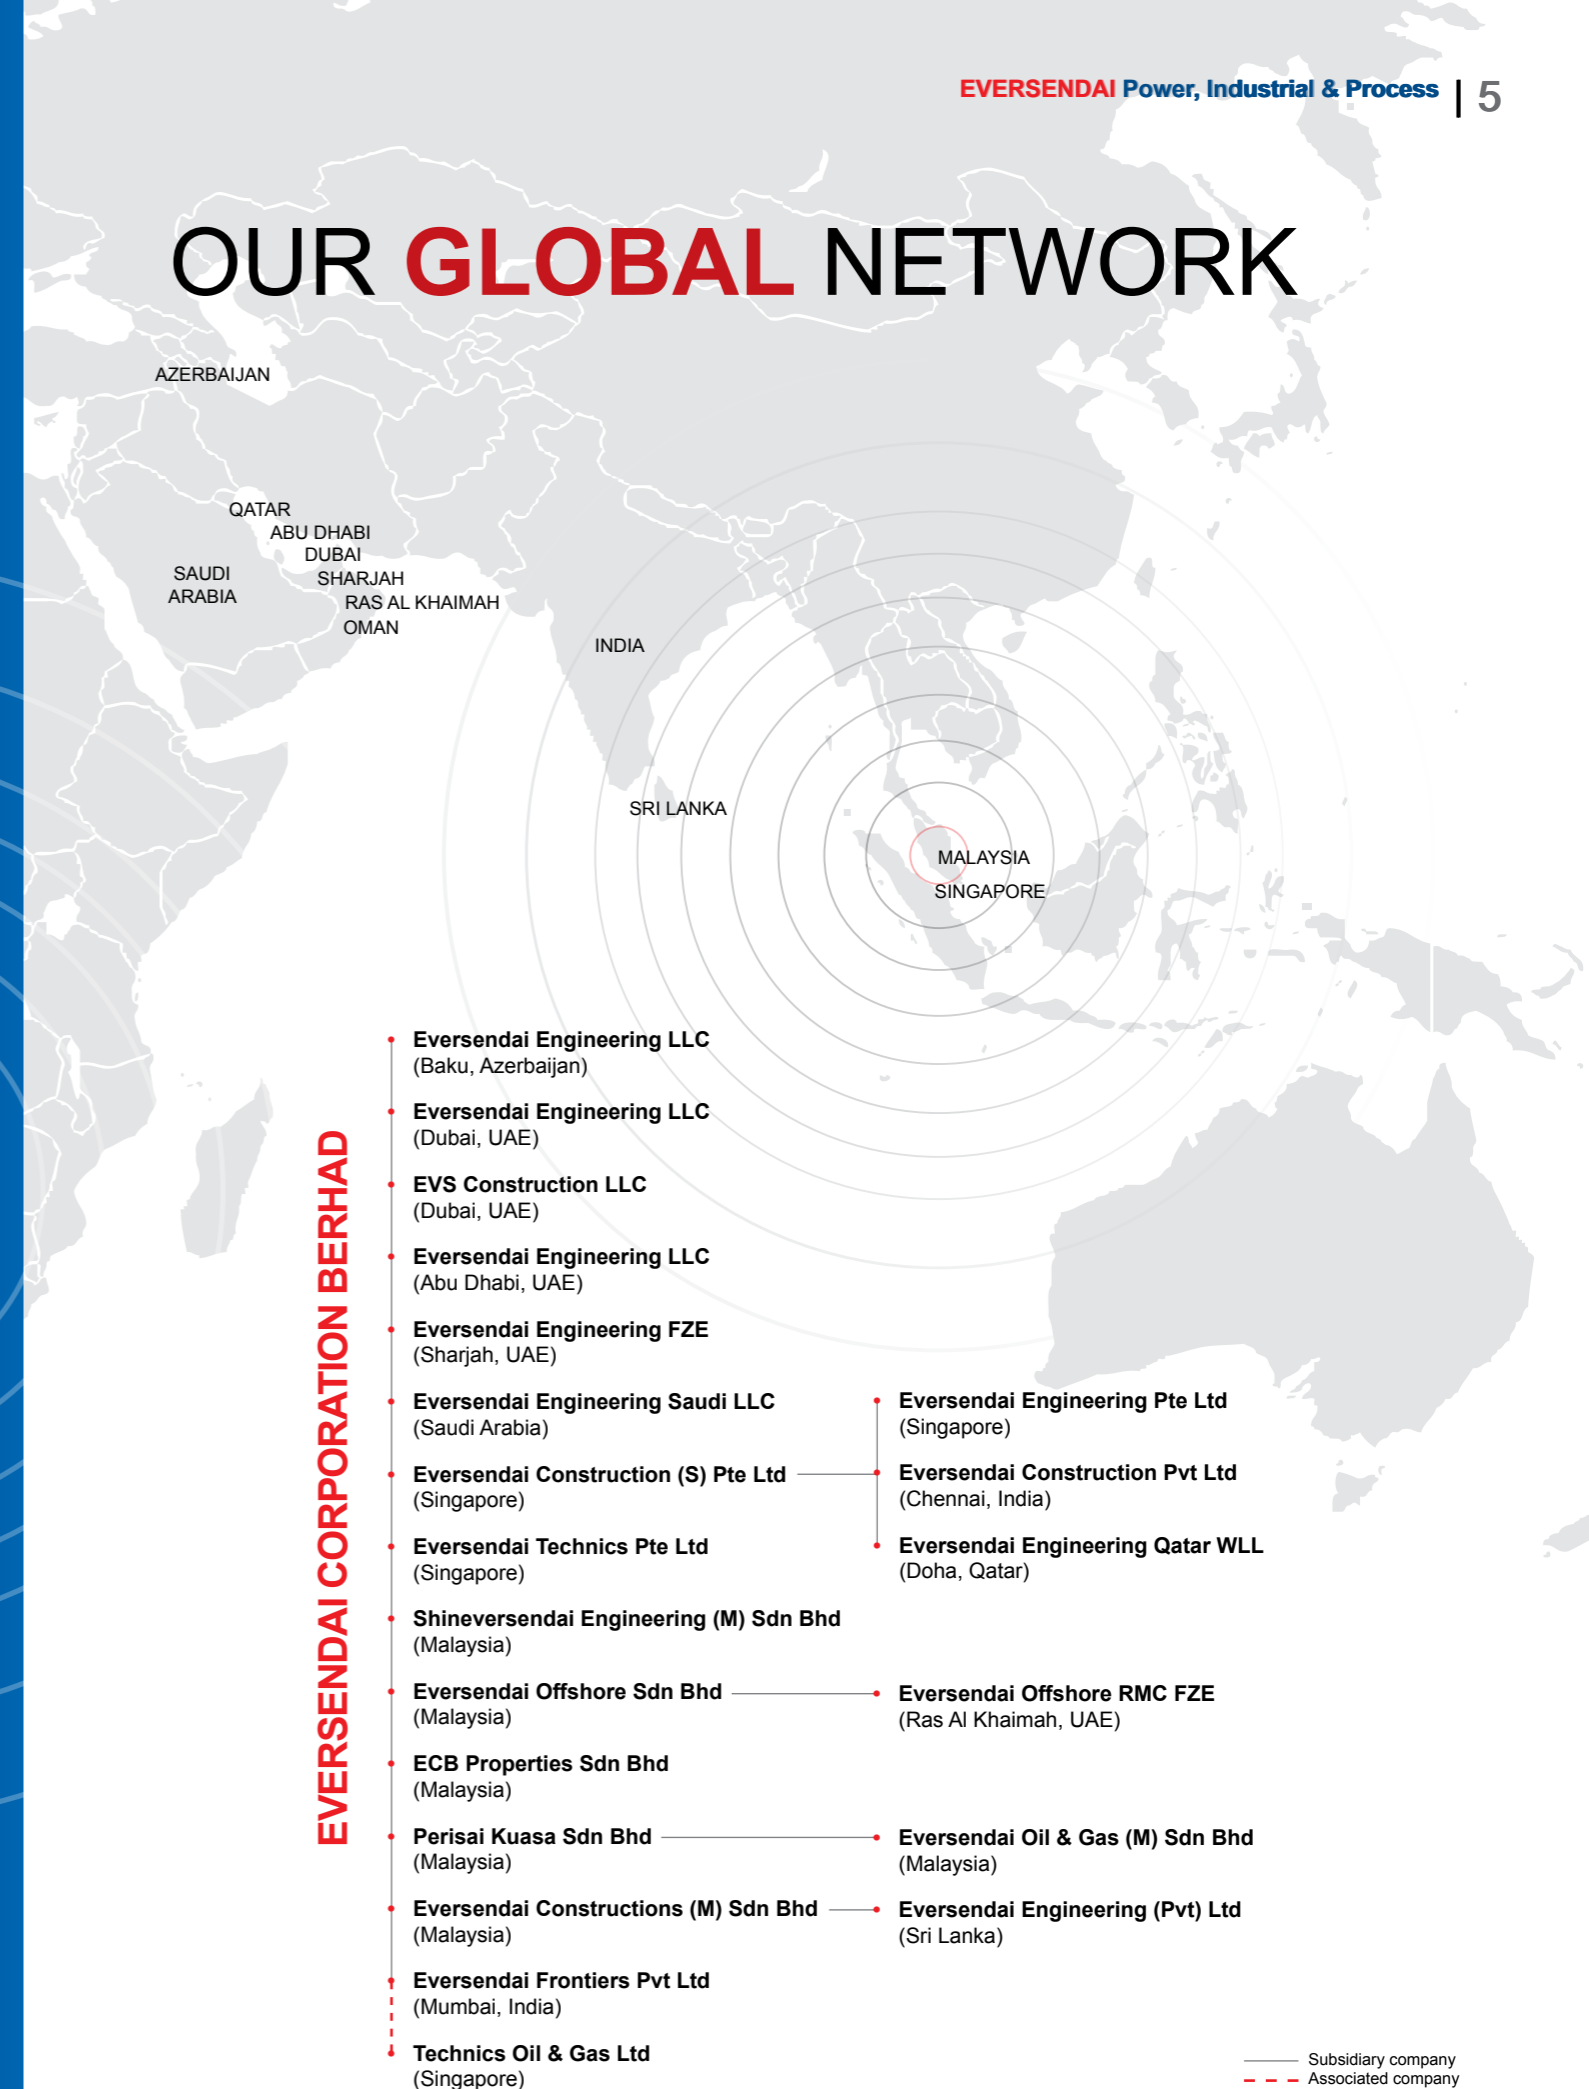 EVERSENDAI Power, Industrial & Process | 5
OUR GLOBAL NETWORK
AZERBAIJAN
QATAR
ABU DHABI
DUBAI
SAUDI
ARABIA
SHARJAH
RAS AL KHAIMAH
OMAN
INDIA
SRI LANKA
MALAYSIA
SINGAPORE
EVERSENDAI CORPORATION BERHAD
Eversendai Engineering LLC
(Baku, Azerbaijan)
Eversendai Engineering LLC
(Dubai, UAE)
EVS Construction LLC
(Dubai, UAE)
Eversendai Engineering LLC
(Abu Dhabi, UAE)
Eversendai Engineering FZE
(Sharjah, UAE)
Eversendai Engineering Saudi LLC
(Saudi Arabia)
Eversendai Construction (S) Pte Ltd
(Singapore)
Eversendai Engineering Pte Ltd
(Singapore)
Eversendai Construction Pvt Ltd
(Chennai, India)
Eversendai Engineering Qatar WLL
(Doha, Qatar)
Eversendai Technics Pte Ltd
(Singapore)
Shineversendai Engineering (M) Sdn Bhd
(Malaysia)
Eversendai Offshore Sdn Bhd
(Malaysia)
Eversendai Offshore RMC FZE
(Ras Al Khaimah, UAE)
ECB Properties Sdn Bhd
(Malaysia)
Perisai Kuasa Sdn Bhd
(Malaysia)
Eversendai Oil & Gas (M) Sdn Bhd
(Malaysia)
Eversendai Constructions (M) Sdn Bhd
(Malaysia)
Eversendai Engineering (Pvt) Ltd
(Sri Lanka)
Eversendai Frontiers Pvt Ltd
(Mumbai, India)
Technics Oil & Gas Ltd
(Singapore)
Subsidiary company
Associated company